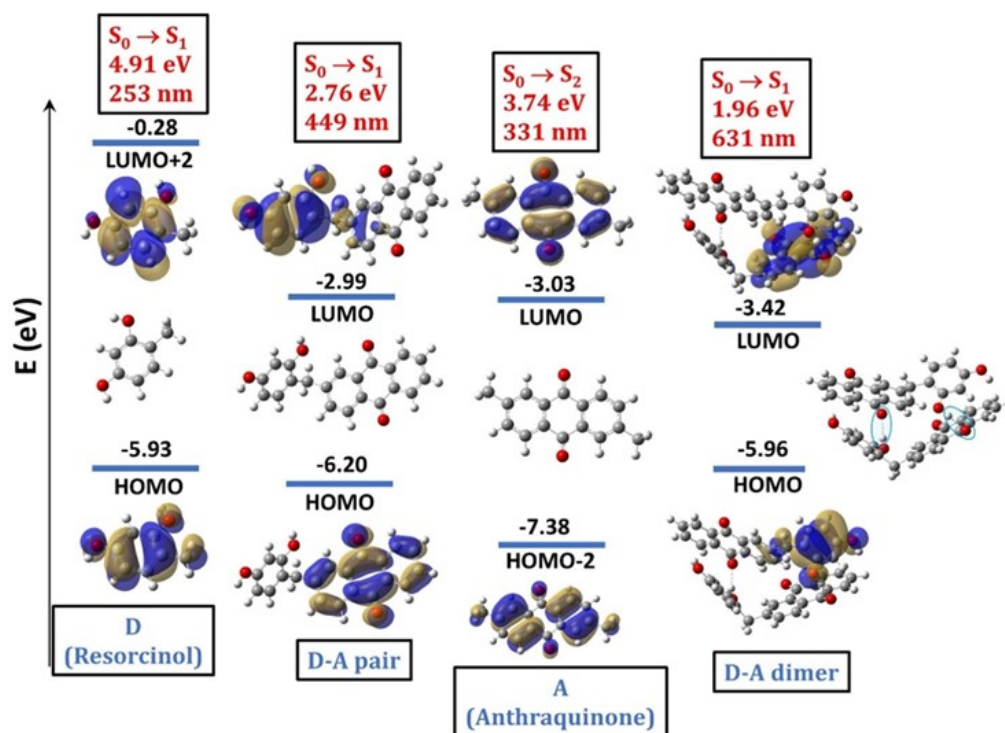 S₀ → S₁
4.91 eV
253 nm
S₀ → S₁
2.76 eV
449 nm
S₀ → S₂
3.74 eV
331 nm
S₀ → S₁
1.96 eV
631 nm
E (eV)
-0.28
LUMO+2
-2.99
LUMO
-3.03
LUMO
-3.42
LUMO
-5.93
HOMO
-6.20
HOMO
-7.38
HOMO-2
-5.96
HOMO
D
(Resorcinol)
D-A pair
A
(Anthraquinone)
D-A dimer